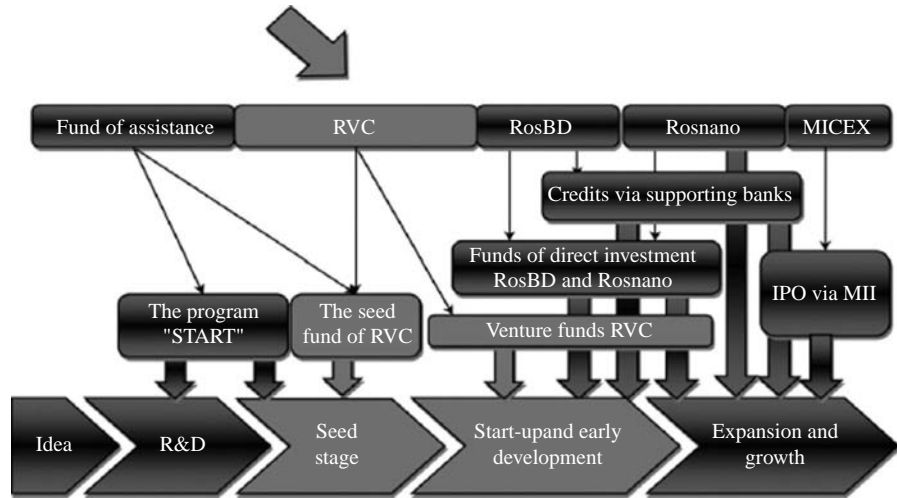 Fund of assistance
RVC
RosBD
Rosnano
MICEX
Credits via supporting banks
Funds of direct investment
RosBD and Rosnano
IPO via MII
The program
"START"
The seed
fund of RVC
Venture funds RVC
Idea
R&D
Seed
stage
Start-upand early
development
Expansion and
growth